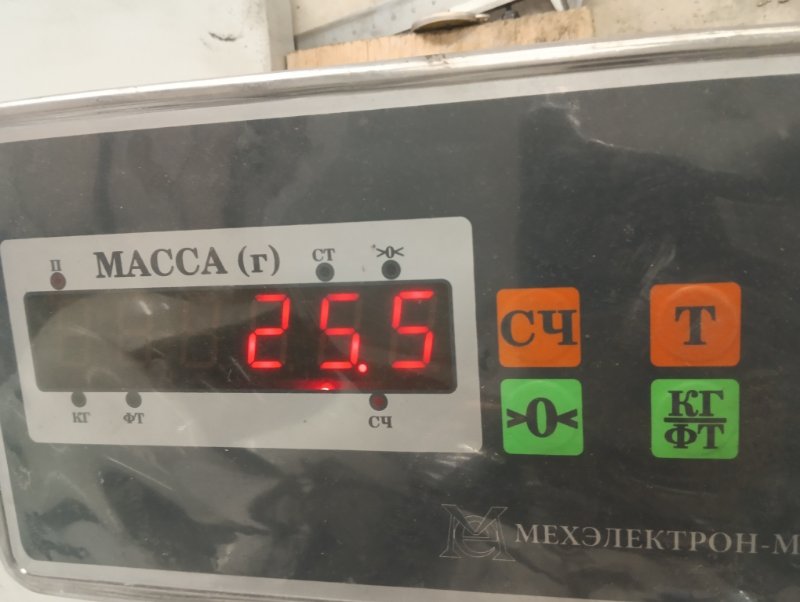 П МАССА (г) СТ >0<
25.5
КГ ФТ СЧ
СЧ Т
>0< КГ/ФТ
МЕХЭЛЕКТРОН-М